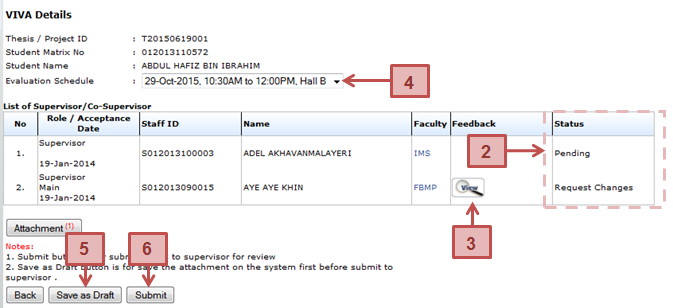 VIVA Details
Thesis / Project ID : T20150619001
Student Matrix No : 012013110572
Student Name : ABDUL HAFIZ BIN IBRAHIM
Evaluation Schedule : 29-Oct-2015, 10:30AM to 12:00PM, Hall B
4
List of Supervisor/Co-Supervisor
No Role / Acceptance Date Staff ID Name Faculty Feedback Status
1. Supervisor 19-Jan-2014 S012013100003 ADEL AKHAVANMALAYERI IMS Pending
2
2. Supervisor Main 19-Jan-2014 S012013090015 AYE AYE KHIN FBMP View Request Changes
3
Attachment (1)
Notes:
5 6
1. Submit but subm to supervisor for review
2. Save as Draft button is for save the attachment on the system first before submit to
supervisor .
Back Save as Draft Submit